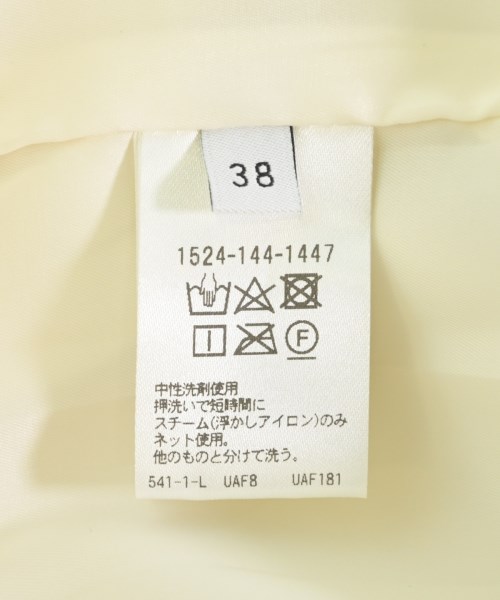 38
1524-144-1447
F
中性洗剤使用
押洗いで短時間に
スチーム(浮かしアイロン)のみ
ネット使用。
他のものと分けて洗う。
541-1-L UAF8 UAF181